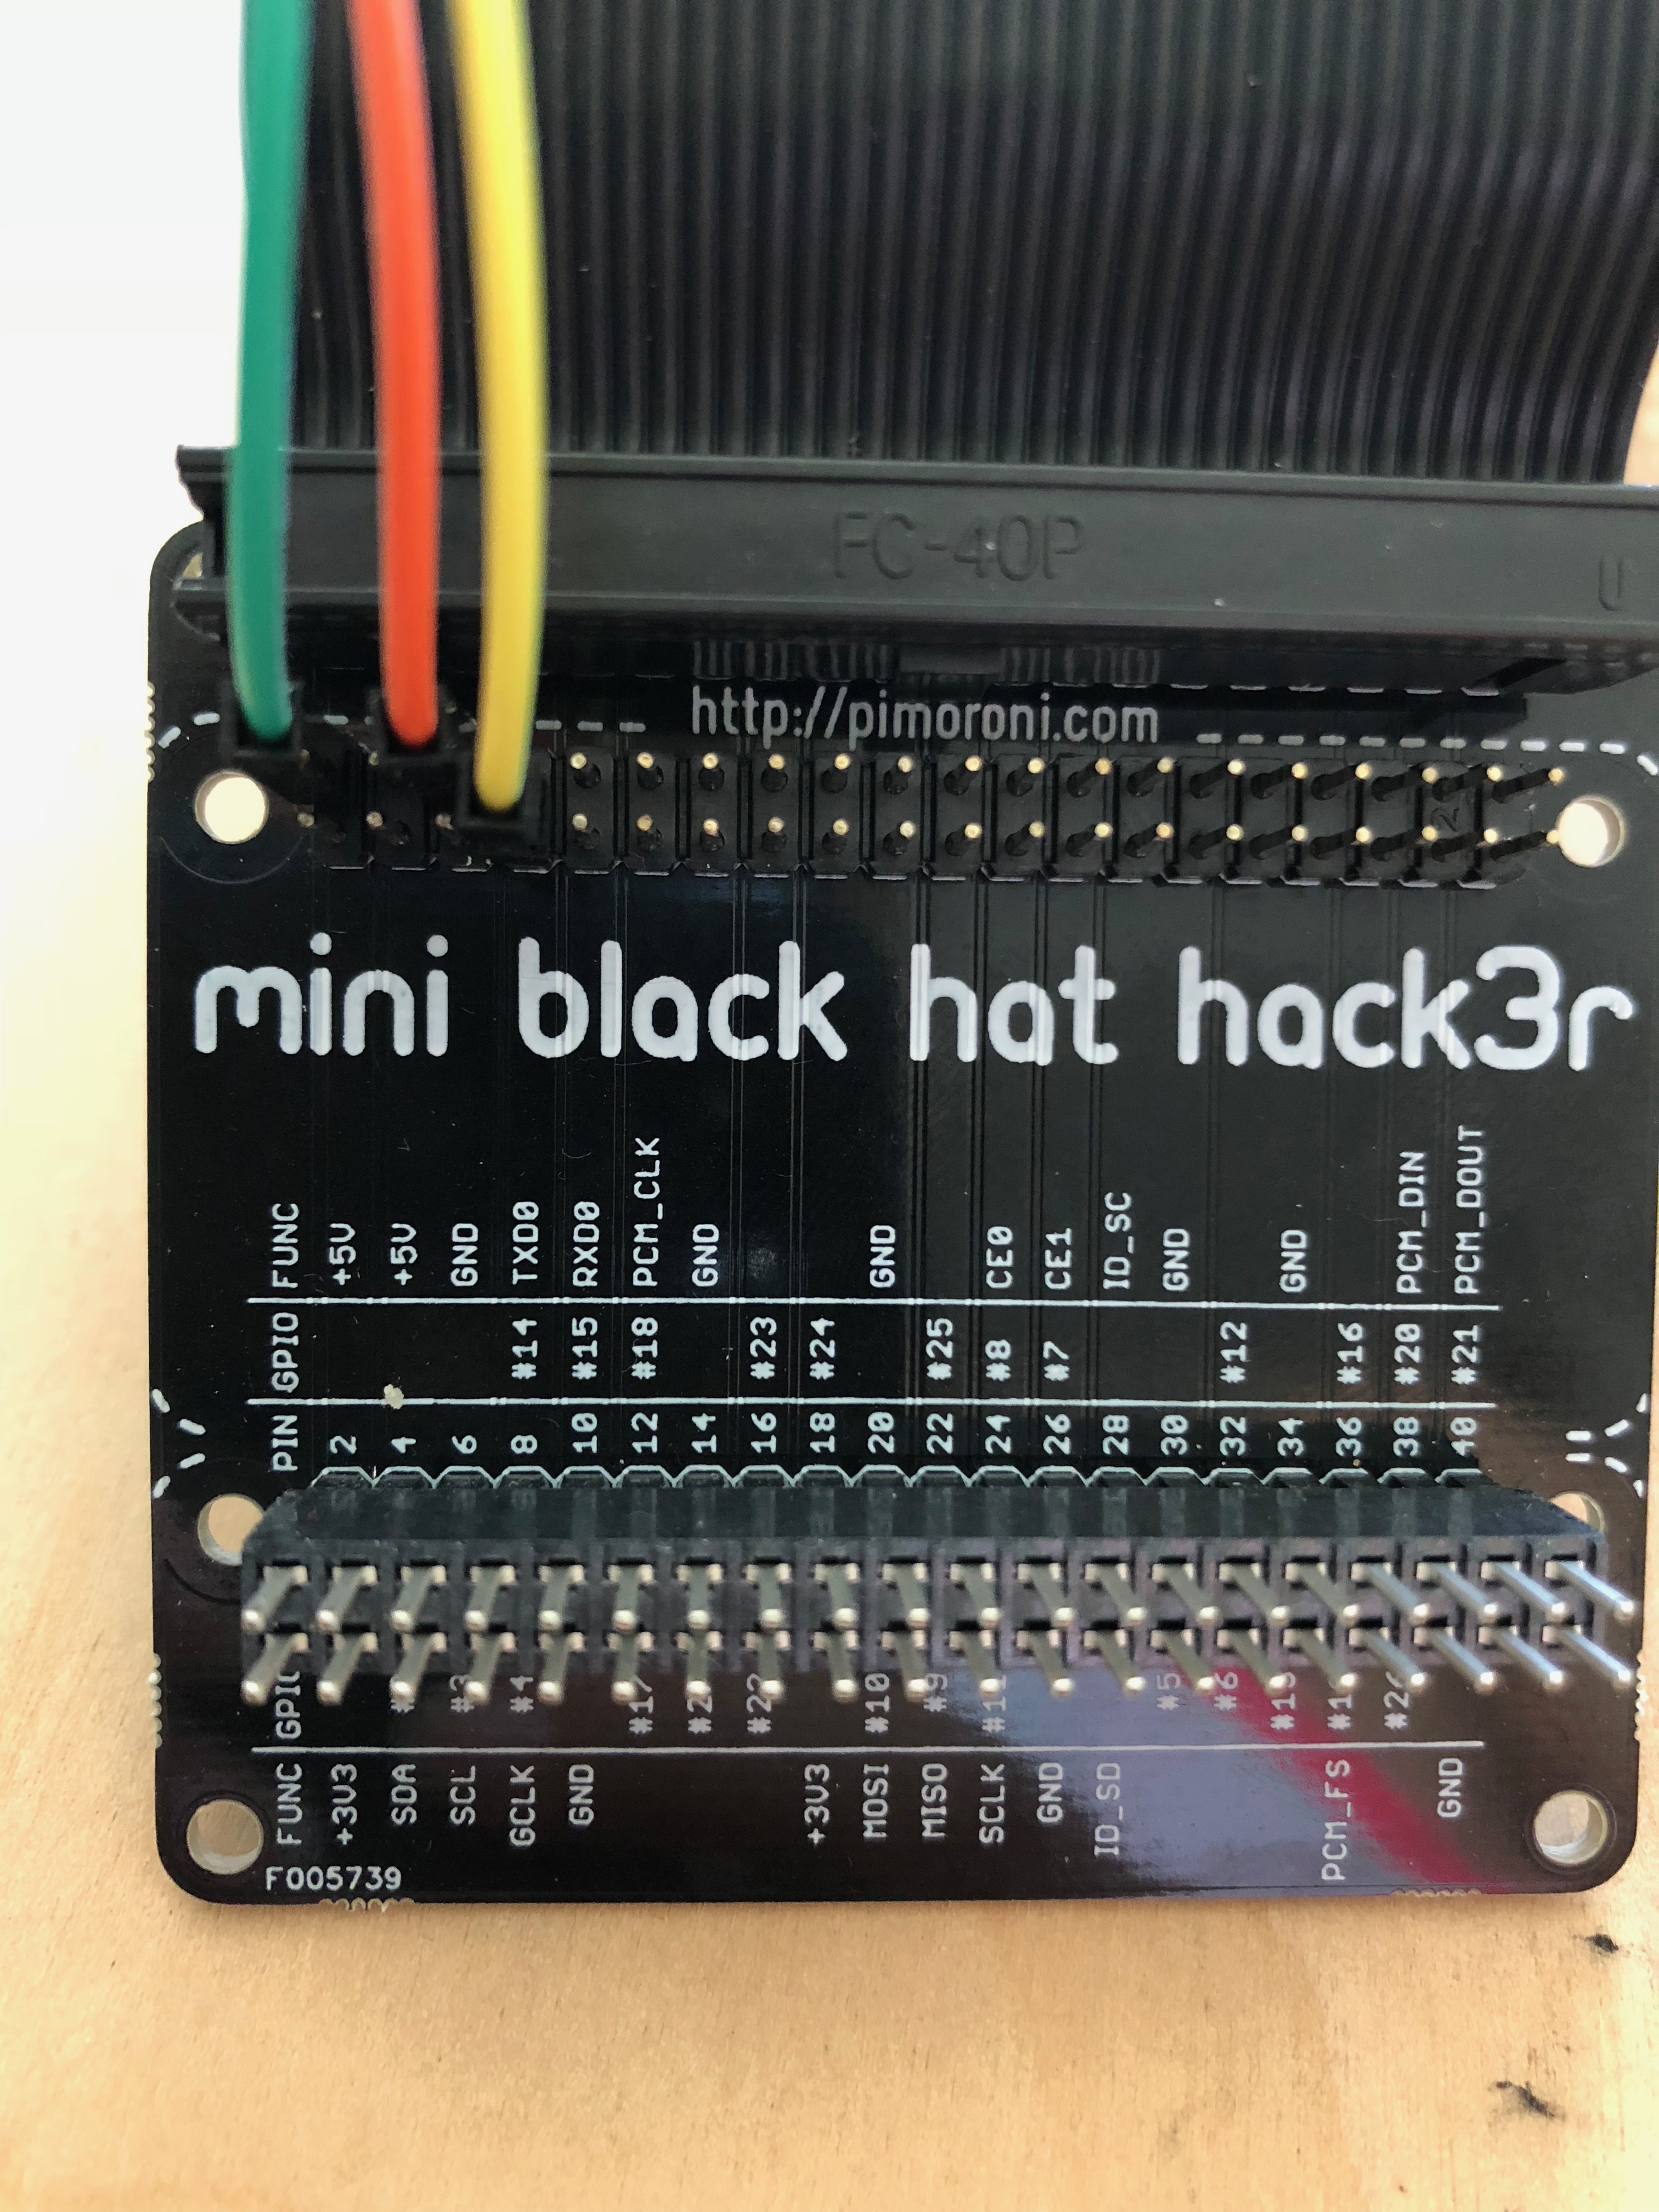 FC-40P
U
http://pimoroni.com
2
mini black hat hack3r
FUNC +5V +5V GND TXD0 RXD0 PCM_CLK GND GND CE0 CE1 ID_SC GND GND PCM_DIN PCM_DOUT
GPIO #14 #15 #18 #23 #24 #25 #8 #7 #12 #16 #20 #21
PIN 2 4 6 8 10 12 14 16 18 20 22 24 26 28 30 32 34 36 38 40
#3 #4 #17 #10 #9 #5 #6 #19
FUNC +3V3 SDA SCL GCLK GND +3V3 MOSI MISO SCLK GND ID_SD PCM_FS GND
F005739